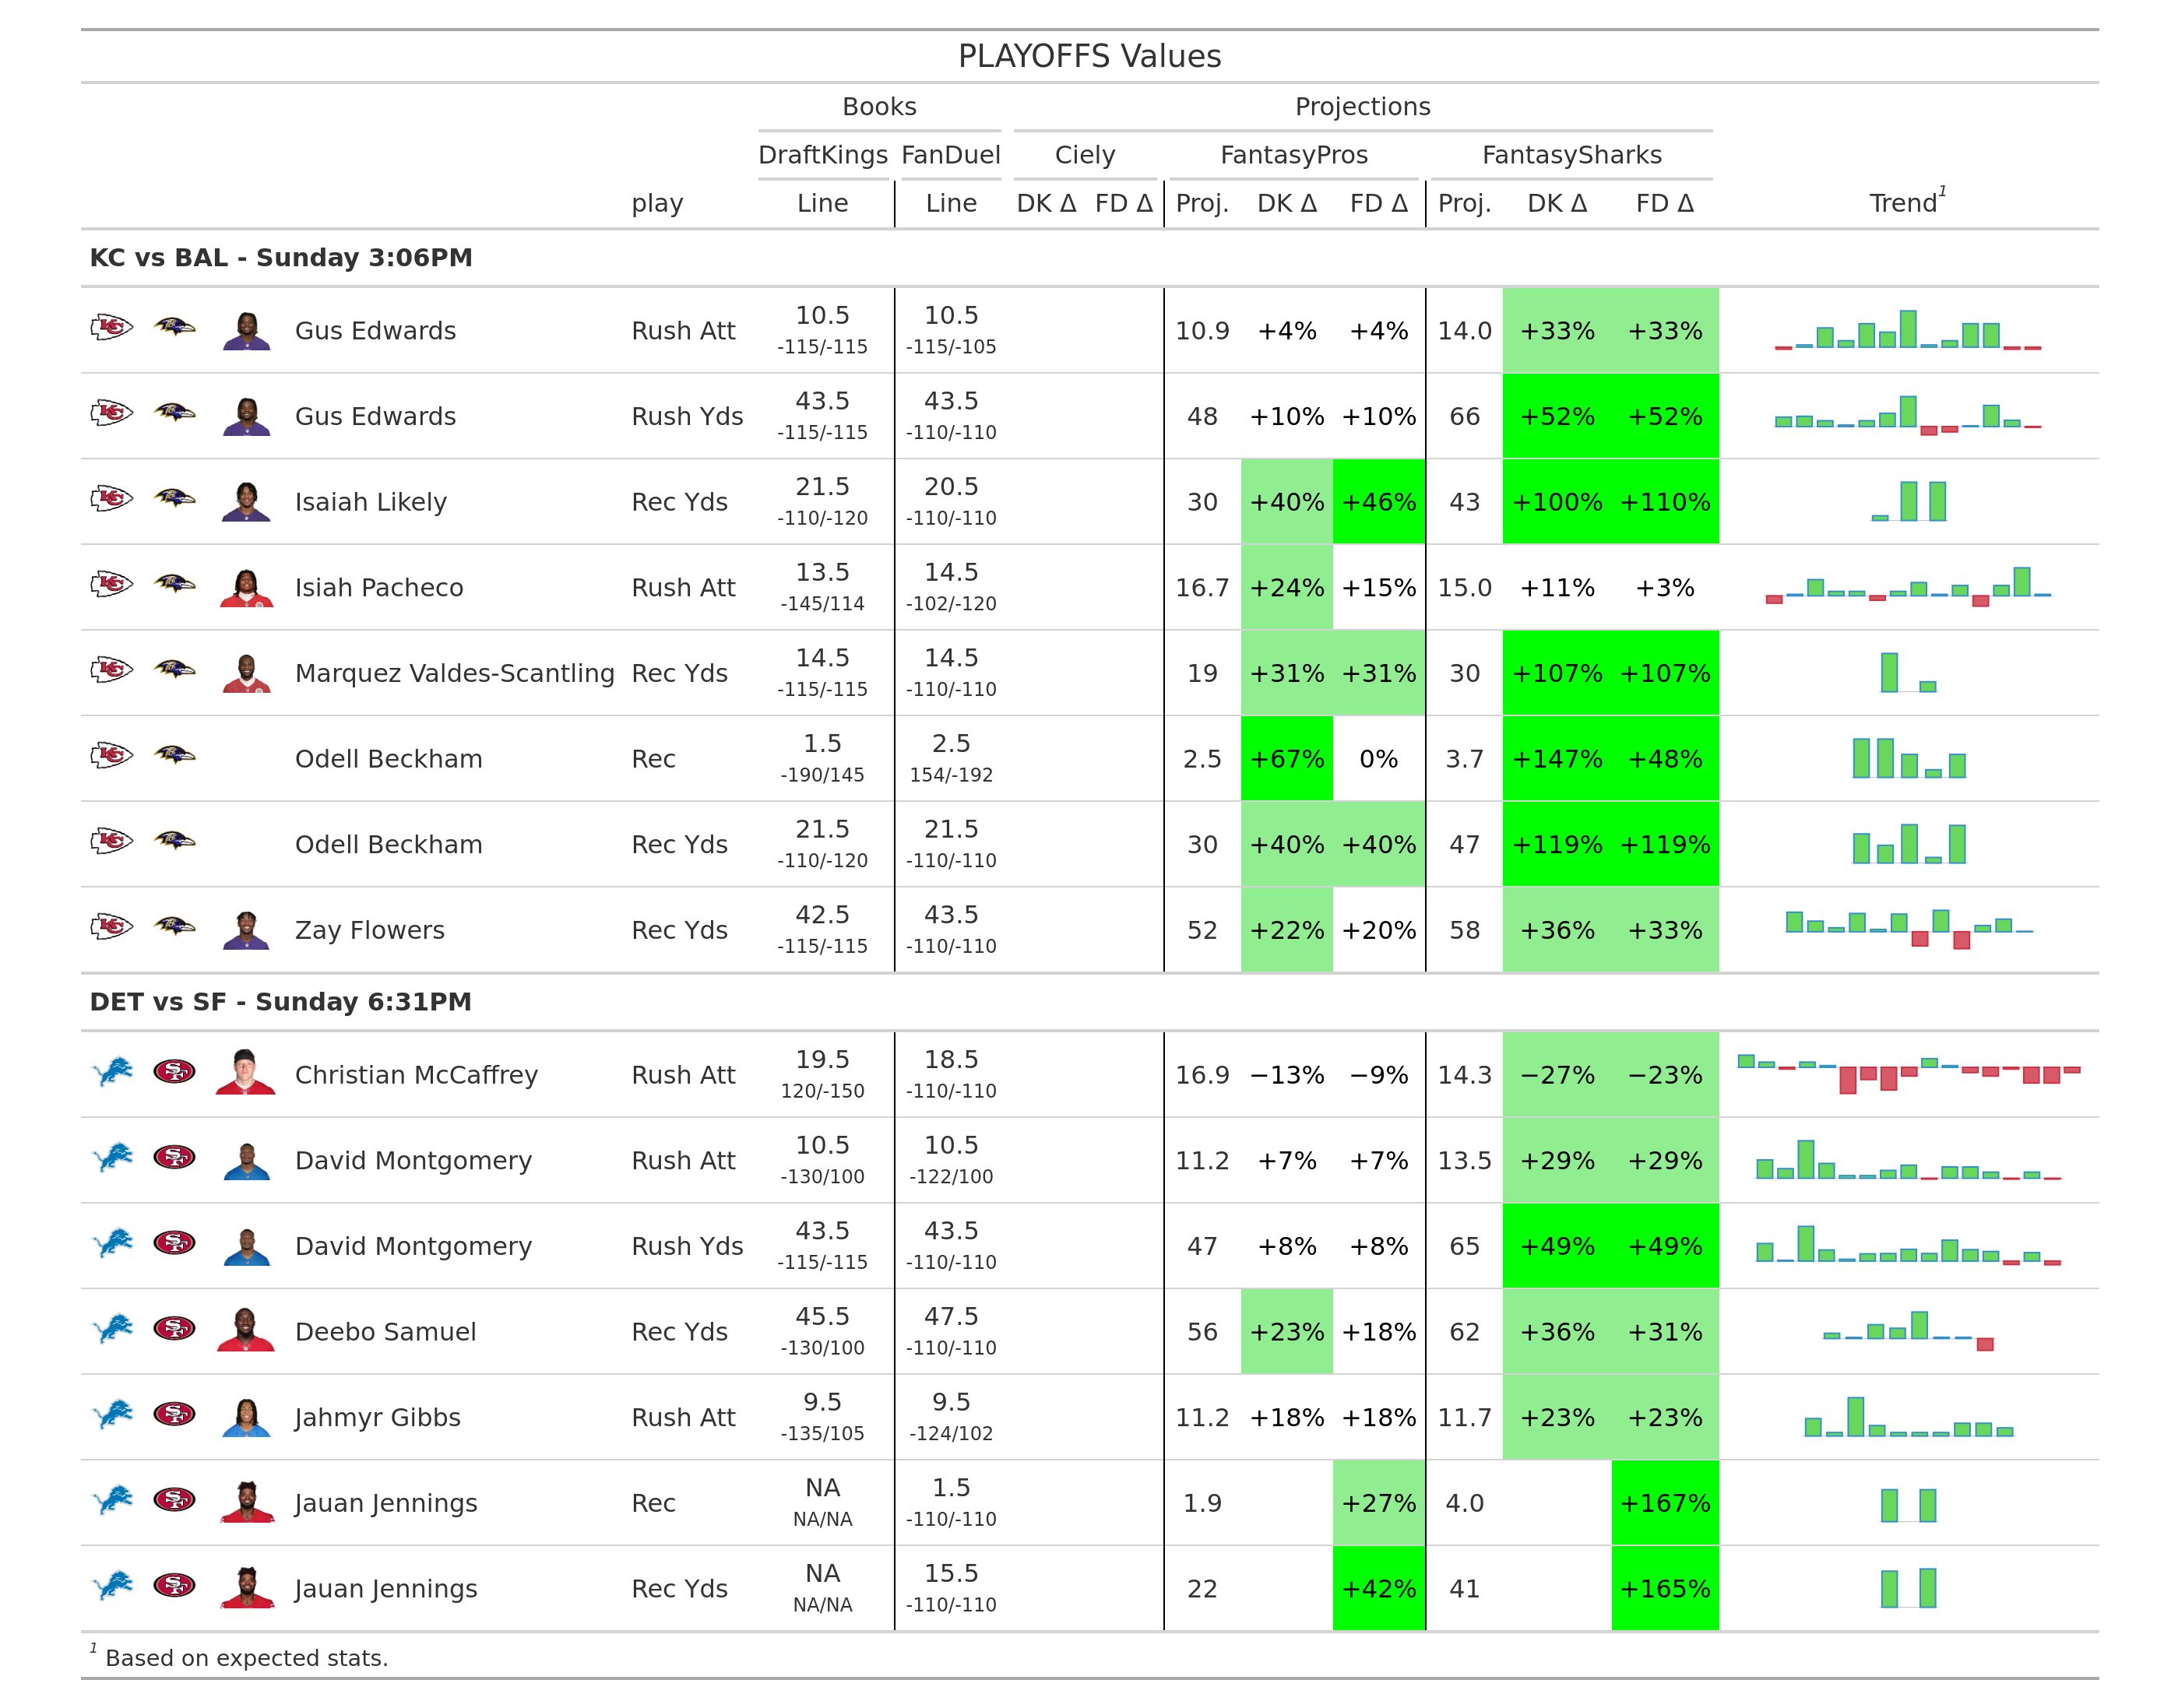 PLAYOFFS Values
Books Projections
DraftKings FanDuel Ciely FantasyPros FantasySharks
play Line Line DK Δ FD Δ Proj. DK Δ FD Δ Proj. DK Δ FD Δ Trend1
KC vs BAL - Sunday 3:06PM
Gus Edwards Rush Att 10.5 10.5 10.9 +4% +4% 14.0 +33% +33%
-115/-115 -115/-105
Gus Edwards Rush Yds 43.5 43.5 48 +10% +10% 66 +52% +52%
-115/-115 -110/-110
Isaiah Likely Rec Yds 21.5 20.5 30 +40% +46% 43 +100% +110%
-110/-120 -110/-110
Isiah Pacheco Rush Att 13.5 14.5 16.7 +24% +15% 15.0 +11% +3%
-145/114 -102/-120
Marquez Valdes-Scantling Rec Yds 14.5 14.5 19 +31% +31% 30 +107% +107%
-115/-115 -110/-110
Odell Beckham Rec 1.5 2.5 2.5 +67% 0% 3.7 +147% +48%
-190/145 154/-192
Odell Beckham Rec Yds 21.5 21.5 30 +40% +40% 47 +119% +119%
-110/-120 -110/-110
Zay Flowers Rec Yds 42.5 43.5 52 +22% +20% 58 +36% +33%
-115/-115 -110/-110
DET vs SF - Sunday 6:31PM
Christian McCaffrey Rush Att 19.5 18.5 16.9 −13% −9% 14.3 −27% −23%
120/-150 -110/-110
David Montgomery Rush Att 10.5 10.5 11.2 +7% +7% 13.5 +29% +29%
-130/100 -122/100
David Montgomery Rush Yds 43.5 43.5 47 +8% +8% 65 +49% +49%
-115/-115 -110/-110
Deebo Samuel Rec Yds 45.5 47.5 56 +23% +18% 62 +36% +31%
-130/100 -110/-110
Jahmyr Gibbs Rush Att 9.5 9.5 11.2 +18% +18% 11.7 +23% +23%
-135/105 -124/102
Jauan Jennings Rec NA 1.5 1.9 +27% 4.0 +167%
NA/NA -110/-110
Jauan Jennings Rec Yds NA 15.5 22 +42% 41 +165%
NA/NA -110/-110
1 Based on expected stats.